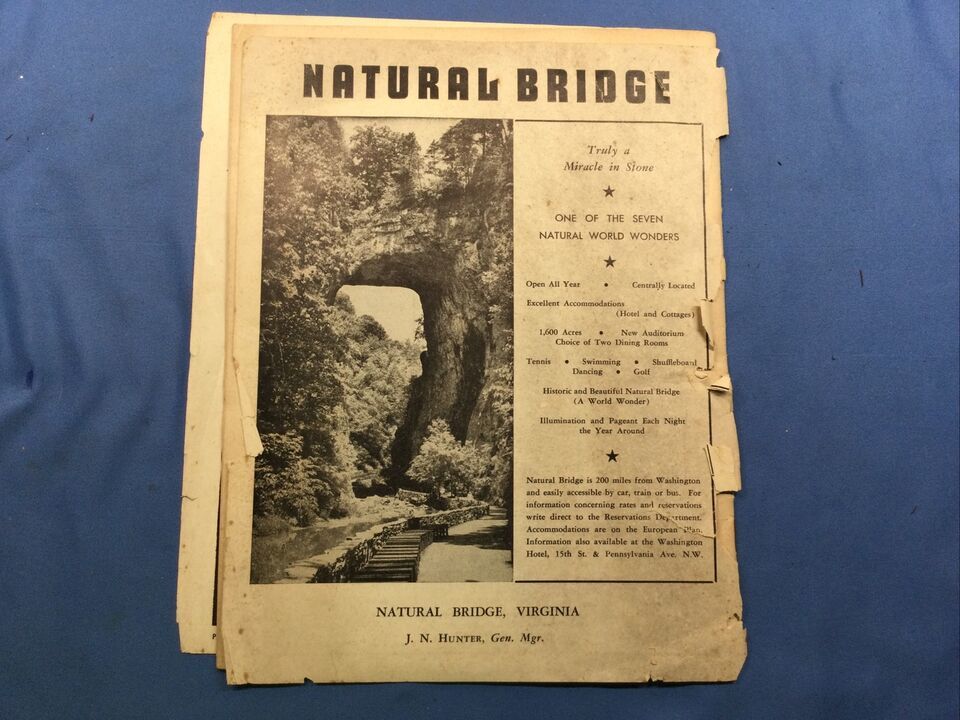 NATURAL BRIDGE
Truly a
Miracle in Stone
★
ONE OF THE SEVEN
NATURAL WORLD WONDERS
★
Open All Year • Centrally Located
Excellent Accommodations
(Hotel and Cottages)
1,600 Acres • New Auditorium
Choice of Two Dining Rooms
Tennis • Swimming • Shuffleboard
Dancing • Golf
Historic and Beautiful Natural Bridge
(A World Wonder)
Illumination and Pageant Each Night
the Year Around
★
Natural Bridge is 200 miles from Washington
and easily accessible by car, train or bus. For
information concerning rates and reservations
write direct to the Reservations Department.
Accommodations are on the European Plan.
Information also available at the Washington
Hotel, 15th St. & Pennsylvania Ave. N.W.
NATURAL BRIDGE, VIRGINIA
J. N. HUNTER, Gen. Mgr.
P